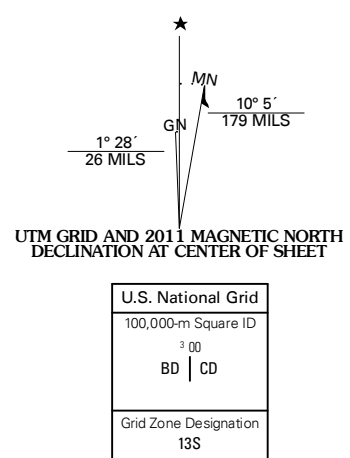 ★
MN
GN
10° 5´
179 MILS
1° 28´
26 MILS
UTM GRID AND 2011 MAGNETIC NORTH
DECLINATION AT CENTER OF SHEET
U.S. National Grid
100,000-m Square ID
3 00
BD | CD
Grid Zone Designation
13S